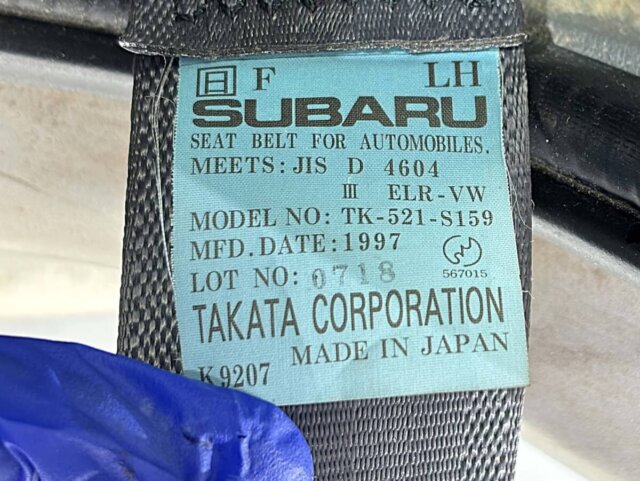 日 F LH
SUBARU
SEAT BELT FOR AUTOMOBILES.
MEETS: JIS D 4604
III ELR-VW
MODEL NO: TK-521-S159
MFD. DATE: 1997
LOT NO: 0718
567015
TAKATA CORPORATION
MADE IN JAPAN
K9207